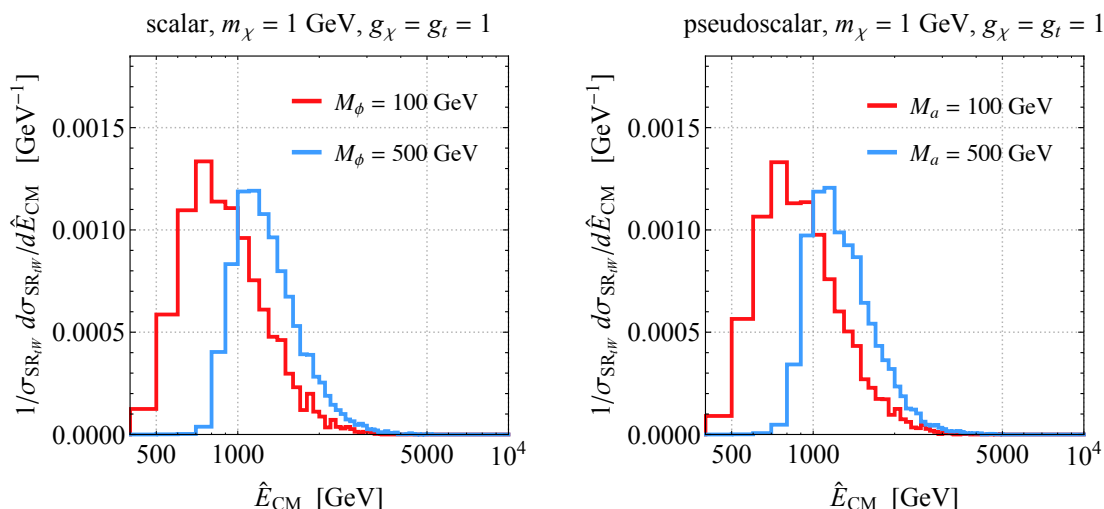 scalar, m_χ = 1 GeV, g_χ = g_t = 1
1/σ_SR_tW dσ_SR_tW/dÊ_CM [GeV⁻¹]
M_ϕ = 100 GeV
M_ϕ = 500 GeV
0.0015
0.0010
0.0005
0.0000
500 1000 5000 10⁴
Ê_CM [GeV]
pseudoscalar, m_χ = 1 GeV, g_χ = g_t = 1
1/σ_SR_tW dσ_SR_tW/dÊ_CM [GeV⁻¹]
M_a = 100 GeV
M_a = 500 GeV
0.0015
0.0010
0.0005
0.0000
500 1000 5000 10⁴
Ê_CM [GeV]